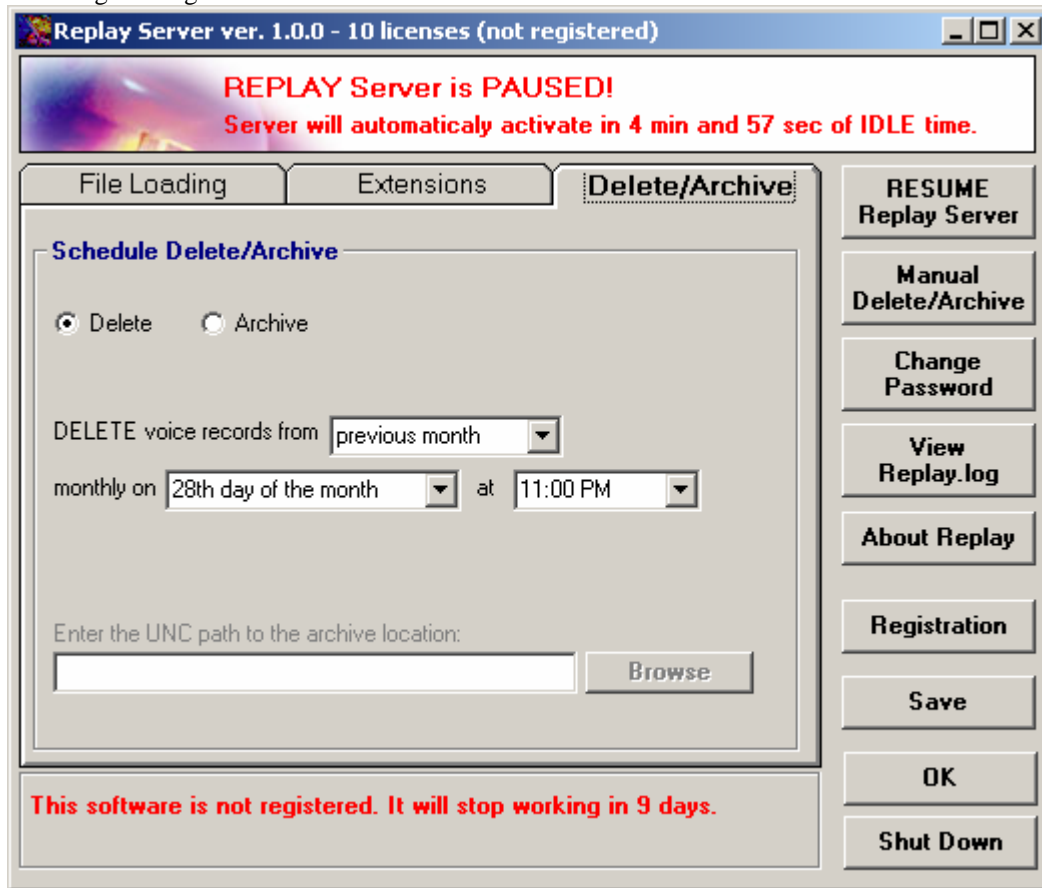 Replay Server ver. 1.0.0 - 10 licenses (not registered)
REPLAY Server is PAUSED!
Server will automaticaly activate in 4 min and 57 sec of IDLE time.
File Loading
Extensions
Delete/Archive
Schedule Delete/Archive
Delete
Archive
DELETE voice records from previous month
monthly on 28th day of the month at 11:00 PM
Enter the UNC path to the archive location:
Browse
This software is not registered. It will stop working in 9 days.
RESUME
Replay Server
Manual
Delete/Archive
Change
Password
View
Replay.log
About Replay
Registration
Save
OK
Shut Down